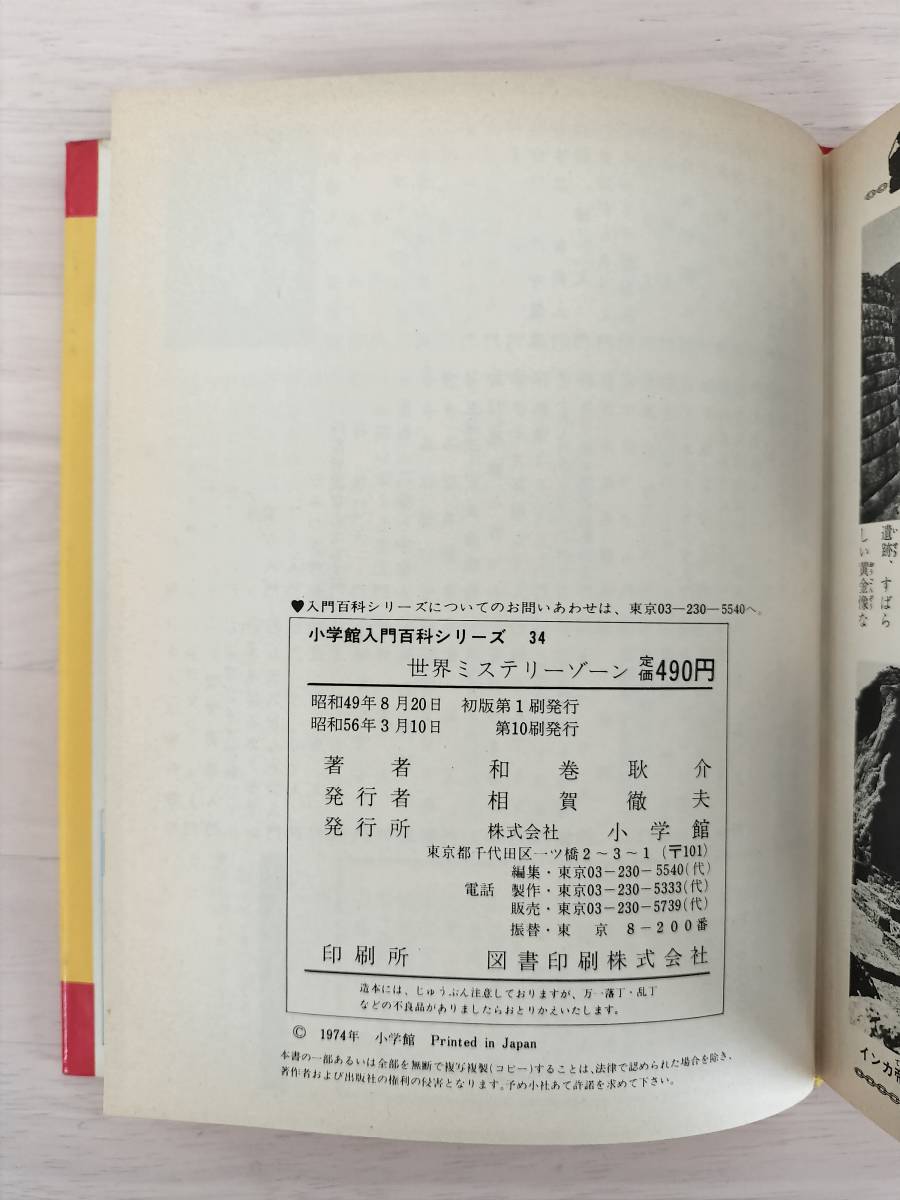 ♥入門百科シリーズについてのお問いあわせは、東京03—230—5540へ。
小学館入門百科シリーズ 34
世界ミステリーゾーン 定価490円
昭和49年8月20日 初版第1刷発行
昭和56年3月10日 第10刷発行
著者 和巻耿介
発行者 相賀徹夫
発行所 株式会社 小学館
東京都千代田区一ツ橋2〜3〜1(〒101)
編集・東京03−230−5540(代)
電話 製作・東京03−230−5333(代)
販売・東京03−230−5739(代)
振替・東京 8−200番
印刷所 図書印刷株式会社
造本には、じゅうぶん注意しておりますが、万一落丁・乱丁
などの不良品がありましたらおとりかえいたします。
© 1974年 小学館 Printed in Japan
本書の一部あるいは全部を無断で複写複製(コピー)することは、法律で認められた場合を除き、
著作者および出版社の権利の侵害となります。予め小社あて許諾を求めて下さい。
遺跡、すばら
しい黄金像な
インカ帝